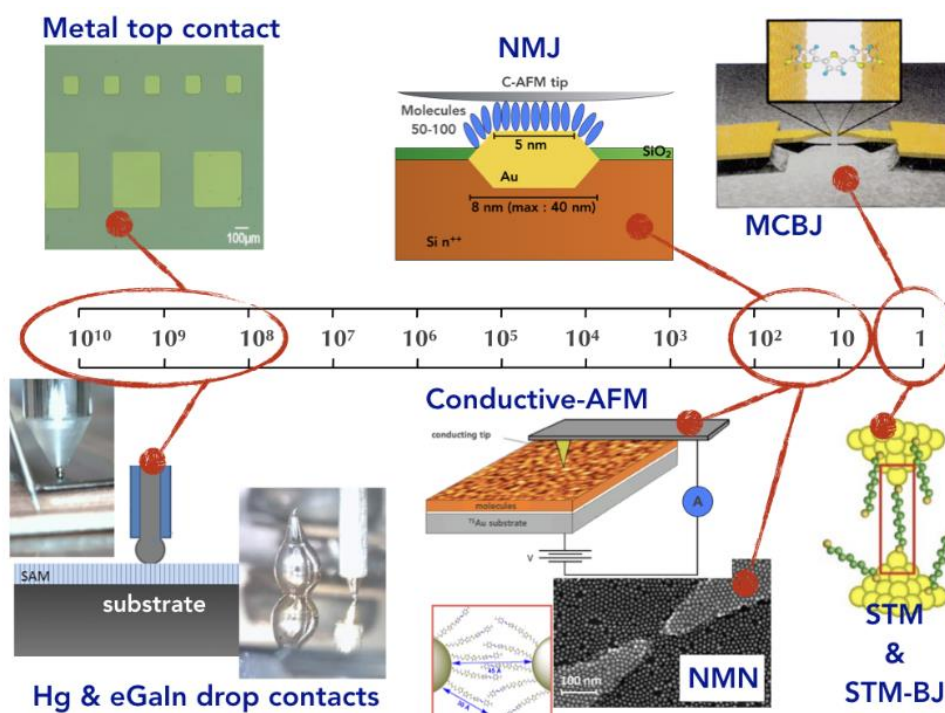 Metal top contact
100µm
NMJ
C-AFM tip
Molecules
50-100
5 nm
SiO₂
Au
8 nm (max : 40 nm)
Si n⁺⁺
MCBJ
10¹⁰ 10⁹ 10⁸ 10⁷ 10⁶ 10⁵ 10⁴ 10³ 10² 10 1
SAM
substrate
Hg & eGaIn drop contacts
Conductive-AFM
conducting tip
molecules
ᵀˢAu substrate
A
V
100 nm
NMN
STM
&
STM-BJ